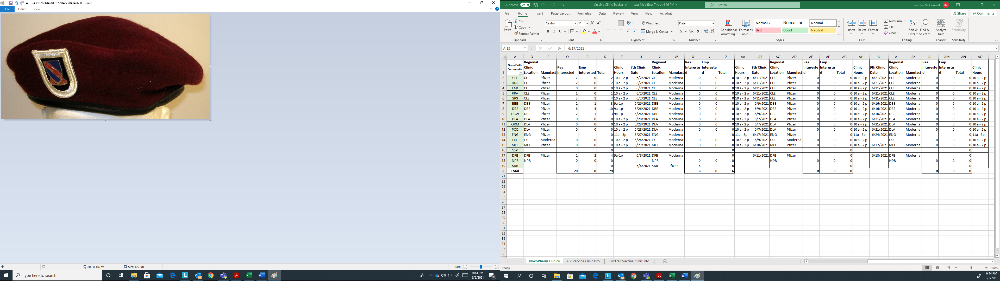 743dd26efd45811c729f4ec78414a608 - Paint
File Home View
800 × 407px Size: 42.9KB 100%
Type here to search
6:44 PM
6/2/2021
20
AutoSave On Vaccine Clinic Tracker - Last Modified: Thu at 4:46 PM Search Jennifer McConnell JM
File Home Insert Page Layout Formulas Data Review View Help Acrobat Share Comments
Paste Cut Copy Format Painter Calibri 11 Wrap Text Merge & Center Date Conditional Formatting Format as Table Normal 2 Normal_ac... Normal Bad Good Neutral Insert Delete Format AutoSum Fill Clear Sort & Filter Find & Select Analyze Data Sensitivity
Clipboard Font Alignment Number Styles Cells Editing Analysis Sensitivity
AI15 fx 6/17/2021
A O P Q R S T U V W X Y Z AA AB AC AD AE AF AG AH AI AJ AK AL AM AN AO
1 Grand Villa Community Regional Clinic Location Manufact Res Interested Emp Interested Total Clinic Hours 7th Clinic Date Regional Clinic Location Manufact Res Interested Emp Interested Total Clinic Hours 8th Clinic Date Regional Clinic Location Manufact Res Interested Emp Interested Total Clinic Hours 9th Clinic Date Regional Clinic Location Manufact Res Interested Emp Interested Total Clinic Hours
2 CLE CLE Pfizer 2 0 2 10 a - 2 p 6/2/2021 CLE Moderna 0 0 0 10 a - 2 p 6/11/2021 CLE Pfizer 0 0 0 10 a - 2 p 6/21/2021 CLE Moderna 0 0 0 10 a - 2 p
3 DNE CLE Pfizer 2 0 2 10 a - 2 p 6/2/2021 CLE Moderna 0 0 0 10 a - 2 p 6/11/2021 CLE Pfizer 0 0 0 10 a - 2 p 6/21/2021 CLE Moderna 0 0 0 10 a - 2 p
4 LAR CLE Pfizer 0 0 0 10 a - 2 p 6/2/2021 CLE Moderna 0 0 0 10 a - 2 p 6/11/2021 CLE Pfizer 0 0 0 10 a - 2 p 6/21/2021 CLE Moderna 0 0 0 10 a - 2 p
5 PPA CLE Pfizer 1 0 1 10 a - 2 p 6/2/2021 CLE Moderna 0 0 0 10 a - 2 p 6/11/2021 CLE Pfizer 0 0 0 10 a - 2 p 6/21/2021 CLE Moderna 0 0 0 10 a - 2 p
6 SPS CLE Pfizer 3 1 4 10 a - 2 p 6/2/2021 CLE Moderna 0 0 0 10 a - 2 p 6/11/2021 CLE Pfizer 0 0 0 10 a - 2 p 6/21/2021 CLE Moderna 0 0 0 10 a - 2 p
7 BBE DBE Pfizer 2 1 3 9a-1p 5/26/2021 DBE Moderna 0 0 0 10 a - 2 p 6/9/2021 DBE Pfizer 0 0 0 10 a - 2 p 6/16/2021 DBE Moderna 0 0 0 10 a - 2 p
8 DBE DBE Pfizer 6 4 10 9a-1p 5/26/2021 DBE Moderna 0 0 0 10 a - 2 p 6/9/2021 DBE Pfizer 0 0 0 10 a - 2 p 6/16/2021 DBE Moderna 0 0 0 10 a - 2 p
9 DBW DBE Pfizer 2 1 3 9a-1p 5/26/2021 DBE Moderna 0 0 0 10 a - 2 p 6/9/2021 DBE Pfizer 0 0 0 10 a - 2 p 6/16/2021 DBE Moderna 0 0 0 10 a - 2 p
10 DLA DLA Pfizer 0 0 0 10 a - 2 p 5/28/2021 DLA Moderna 0 0 0 10 a - 2 p 6/7/2021 DLA Pfizer 0 0 0 10 a - 2 p 6/21/2021 DLA Moderna 0 0 0 10 a - 2 p
11 ORM DLA Pfizer 0 0 0 10 a - 2 p 5/28/2021 DLA Moderna 0 0 0 10 a - 2 p 6/7/2021 DLA Pfizer 0 0 0 10 a - 2 p 6/21/2021 DLA Moderna 0 0 0 10 a - 2 p
12 PCO DLA Pfizer 0 0 0 10 a - 2 p 5/28/2021 DLA Moderna 0 0 0 10 a - 2 p 6/7/2021 DLA Pfizer 0 0 0 10 a - 2 p 6/21/2021 DLA Moderna 0 0 0 10 a - 2 p
13 ENG ENG Pfizer 0 11a - 3p 5/27/2021 ENG Moderna 0 11a - 3p 6/17/2021 ENG Pfizer 0 11a - 3p 6/24/2021 ENG Moderna 0 11a - 3p
14 LKE LKE Moderna 0 0 0 10 a - 2 p 5/26/2021 LKE Moderna 0 0 0 10 a - 2 p 6/9/2021 LKE Moderna 0 0 0 10 a - 2 p LKE 0 0 0 10 a - 2 p
15 MEL MEL Pfizer 0 0 0 10 a - 2 p 5/27/2021 MEL Moderna 0 0 0 10 a - 2 p 6/10/2021 MEL Pfizer 0 0 0 10 a - 2 p 6/17/2021 MEL Moderna 0 0 0 10 a - 2 p
16 ASP 0 0 0 0
17 DFB DFB Pfizer 2 2 4 9a-1p 6/8/2021 DFB Moderna 0 6/11/2021 DFB Pfizer 0 6/18/2021 DFB Moderna 0
18 NPR NPR 0 0 0 NPR 0 0 0 NPR 0 0 0 NPR 0 0 0
19 SAR 0 6/4/2021 SAR Pfizer 6 6 0 0
20 Total 20 0 29 6 0 6 0 0 0 0 0 0
21
22
23
24
25
26
27
28
29
30
31
32
33
34
35
36
NovoPharm Clinics GV Vaccine Clinic Info FoxTrail Vaccine Clinic Info
Ready 100%
6:44 PM
6/2/2021